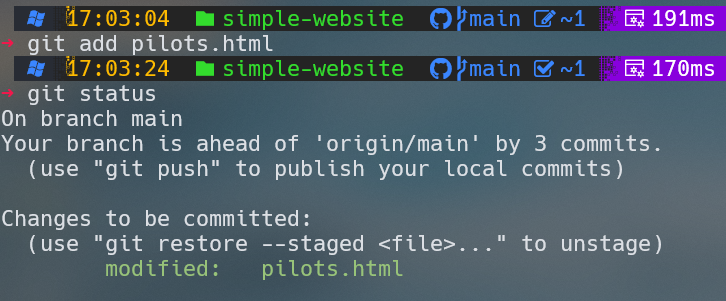 17:03:04 simple-website main ~1 191ms
→ git add pilots.html
17:03:24 simple-website main ~1 170ms
→ git status
On branch main
Your branch is ahead of 'origin/main' by 3 commits.
  (use "git push" to publish your local commits)

Changes to be committed:
  (use "git restore --staged <file>..." to unstage)
        modified:   pilots.html